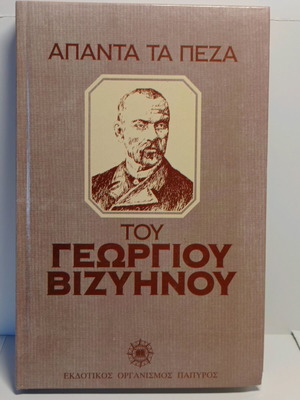 ΑΠΑΝΤΑ ΤΑ ΠΕΖΑ
ΤΟΥ
ΓΕΩΡΓΙΟΥ
ΒΙΖΥΗΝΟΥ
ΕΚΔΟΤΙΚΟΣ ΟΡΓΑΝΙΣΜΟΣ ΠΑΠΥΡΟΣ